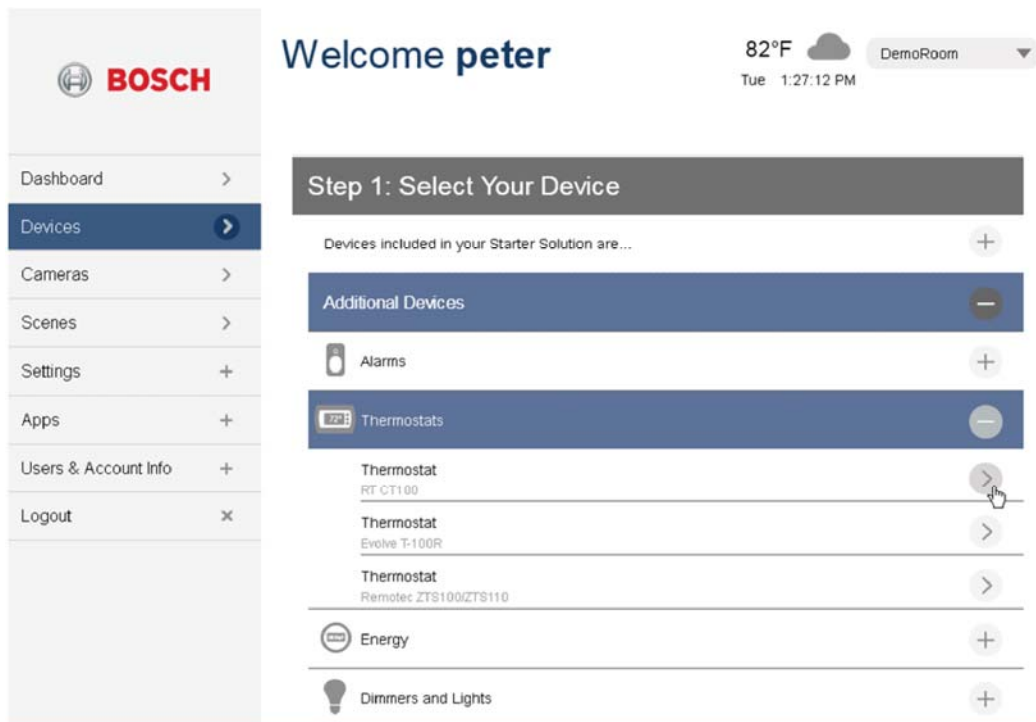 BOSCH
Welcome peter
82°F
DemoRoom
Tue 1:27:12 PM
Dashboard
Devices
Cameras
Scenes
Settings
Apps
Users & Account Info
Logout
Step 1: Select Your Device
Devices included in your Starter Solution are...
Additional Devices
Alarms
72°
Thermostats
Thermostat
RT CT100
Thermostat
Evolve T-100R
Thermostat
Remotec ZTS100/ZTS110
Energy
Dimmers and Lights